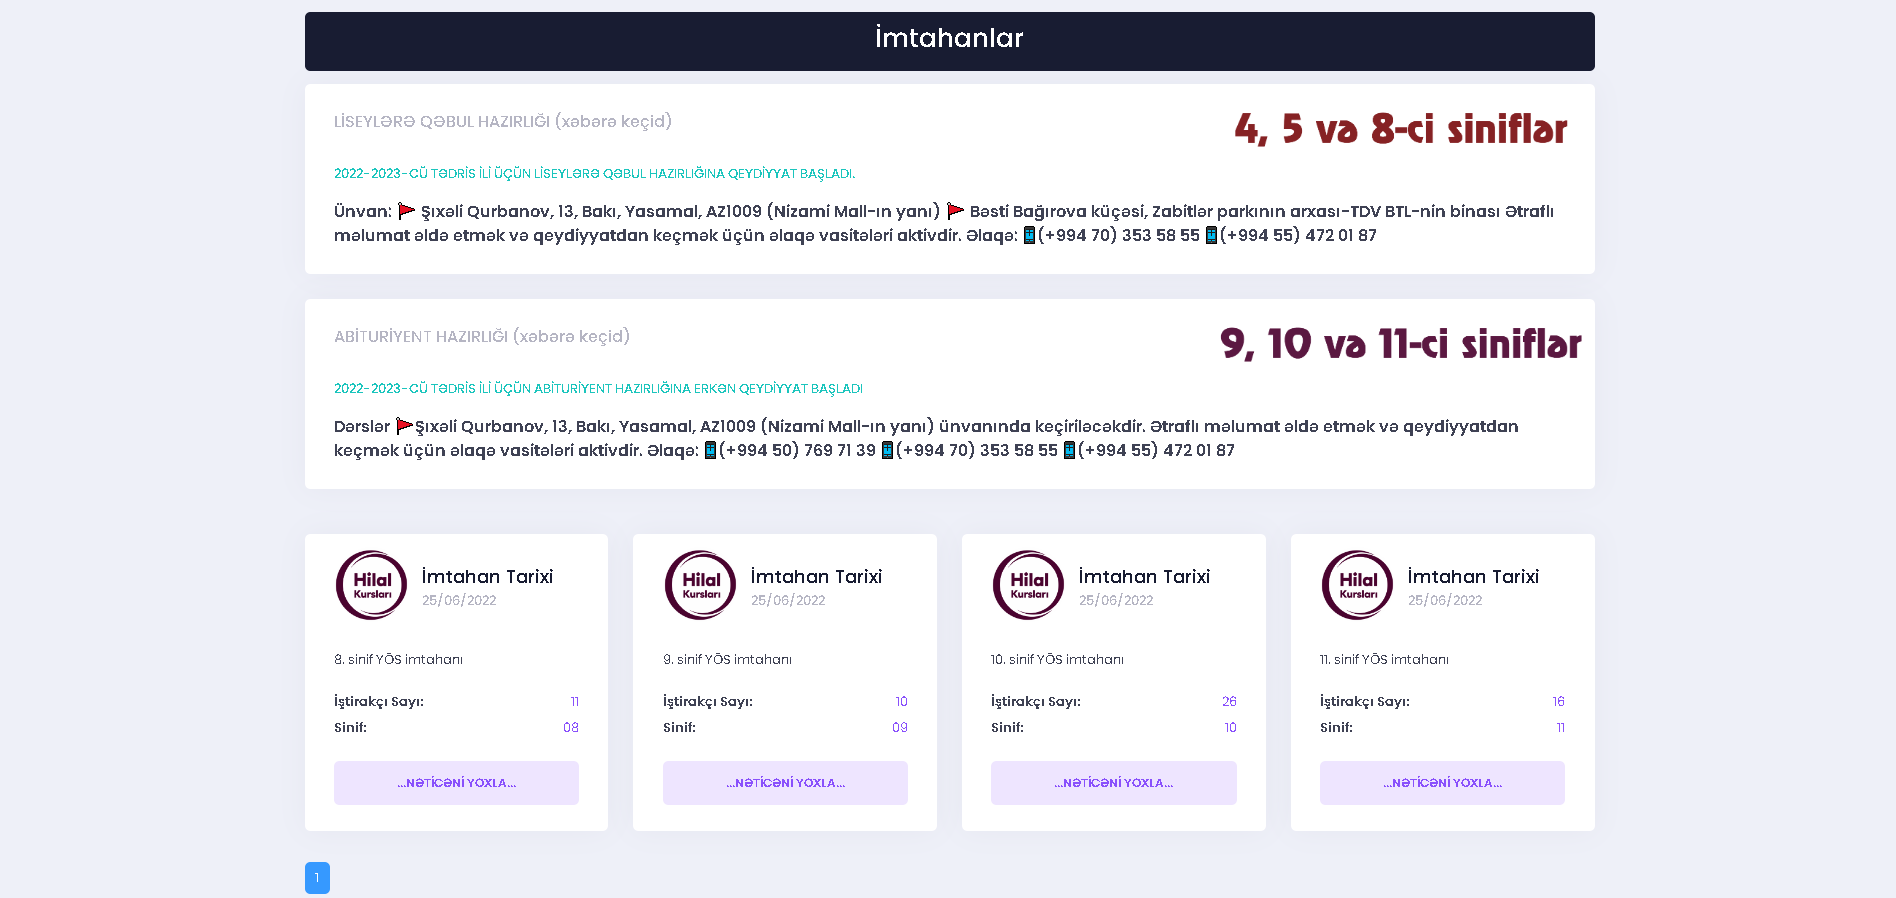 İmtahanlar
LİSEYLƏRƏ QƏBUL HAZIRLIĞI (xəbərə keçid)
4, 5 və 8-ci siniflər
2022-2023-CÜ TƏDRİS İLİ ÜÇÜN LİSEYLƏRƏ QƏBUL HAZIRLIĞINA QEYDİYYAT BAŞLADI.
Ünvan: 🚩 Şıxəli Qurbanov, 13, Bakı, Yasamal, AZ1009 (Nizami Mall-ın yanı) 🚩 Bəsti Bağırova küçəsi, Zabitlər parkının arxası-TDV BTL-nin binası Ətraflı
məlumat əldə etmək və qeydiyyatdan keçmək üçün əlaqə vasitələri aktivdir. Əlaqə: 📱(+994 70) 353 58 55 📱(+994 55) 472 01 87
ABİTURİYENT HAZIRLIĞI (xəbərə keçid)
9, 10 və 11-ci siniflər
2022-2023-CÜ TƏDRİS İLİ ÜÇÜN ABİTURİYENT HAZIRLIĞINA ERKƏN QEYDİYYAT BAŞLADI
Dərslər 🚩Şıxəli Qurbanov, 13, Bakı, Yasamal, AZ1009 (Nizami Mall-ın yanı) ünvanında keçiriləcəkdir. Ətraflı məlumat əldə etmək və qeydiyyatdan
keçmək üçün əlaqə vasitələri aktivdir. Əlaqə: 📱(+994 50) 769 71 39 📱(+994 70) 353 58 55 📱(+994 55) 472 01 87
Hilal
Kursları
İmtahan Tarixi
25/06/2022
8. sinif YÖS imtahanı
İştirakçı Sayı: 11
Sinif: 08
...NƏTİCƏNİ YOXLA...
Hilal
Kursları
İmtahan Tarixi
25/06/2022
9. sinif YÖS imtahanı
İştirakçı Sayı: 10
Sinif: 09
...NƏTİCƏNİ YOXLA...
Hilal
Kursları
İmtahan Tarixi
25/06/2022
10. sinif YÖS imtahanı
İştirakçı Sayı: 26
Sinif: 10
...NƏTİCƏNİ YOXLA...
Hilal
Kursları
İmtahan Tarixi
25/06/2022
11. sinif YÖS imtahanı
İştirakçı Sayı: 16
Sinif: 11
...NƏTİCƏNİ YOXLA...
1